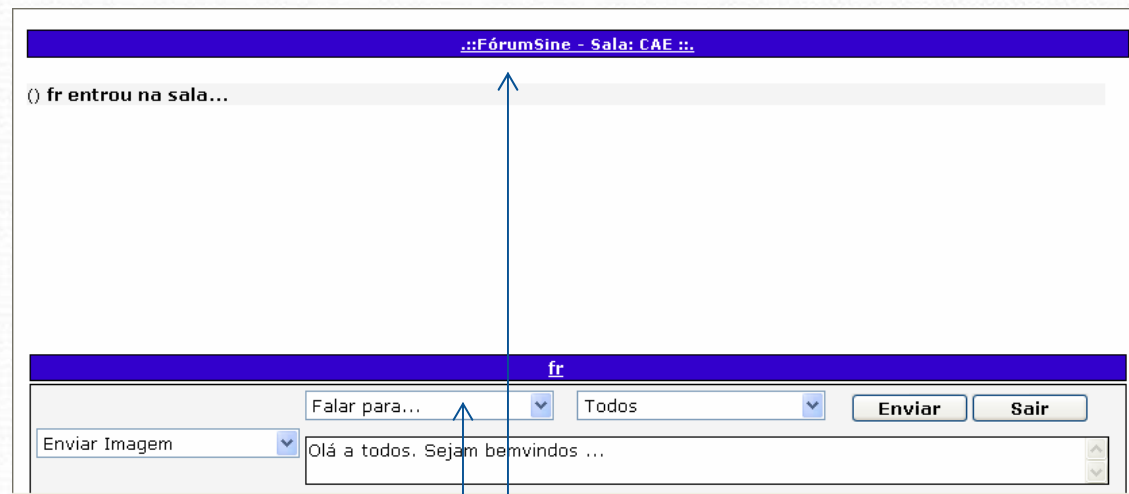 .::FórumSine - Sala: CAE ::.
() fr entrou na sala...
fr
Falar para... Todos Enviar Sair
Enviar Imagem
Olá a todos. Sejam bemvindos ...